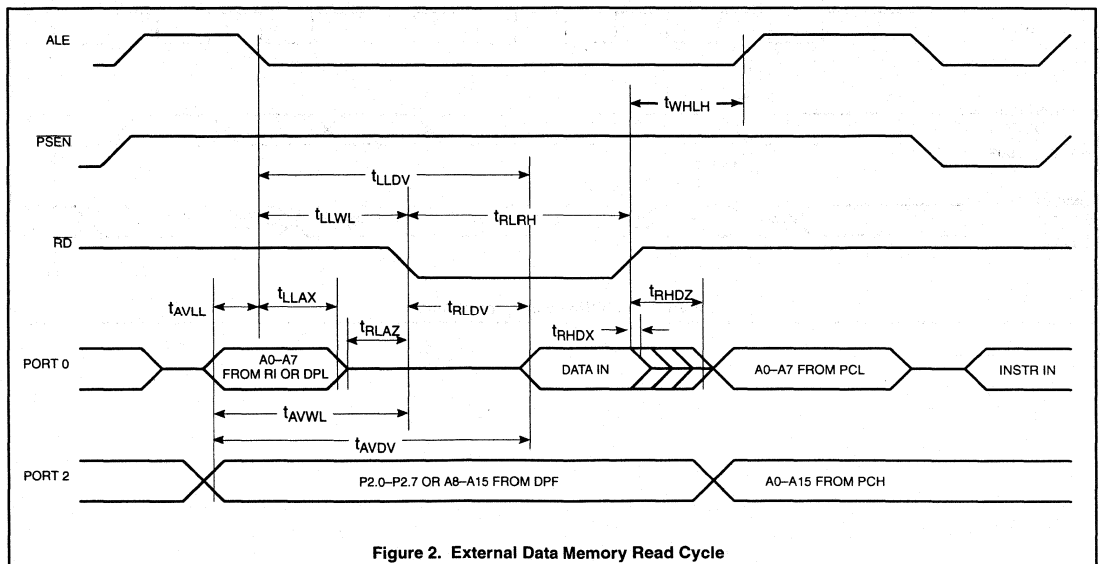 ALE
tWHLH
PSEN
tLLDV
tLLWL
tRLRH
RD
tAVLL
tLLAX
tRLAZ
tRLDV
tRHDZ
tRHDX
PORT 0
A0–A7
FROM RI OR DPL
DATA IN
A0–A7 FROM PCL
INSTR IN
tAVWL
tAVDV
PORT 2
P2.0–P2.7 OR A8–A15 FROM DPF
A0–A15 FROM PCH
Figure 2. External Data Memory Read Cycle